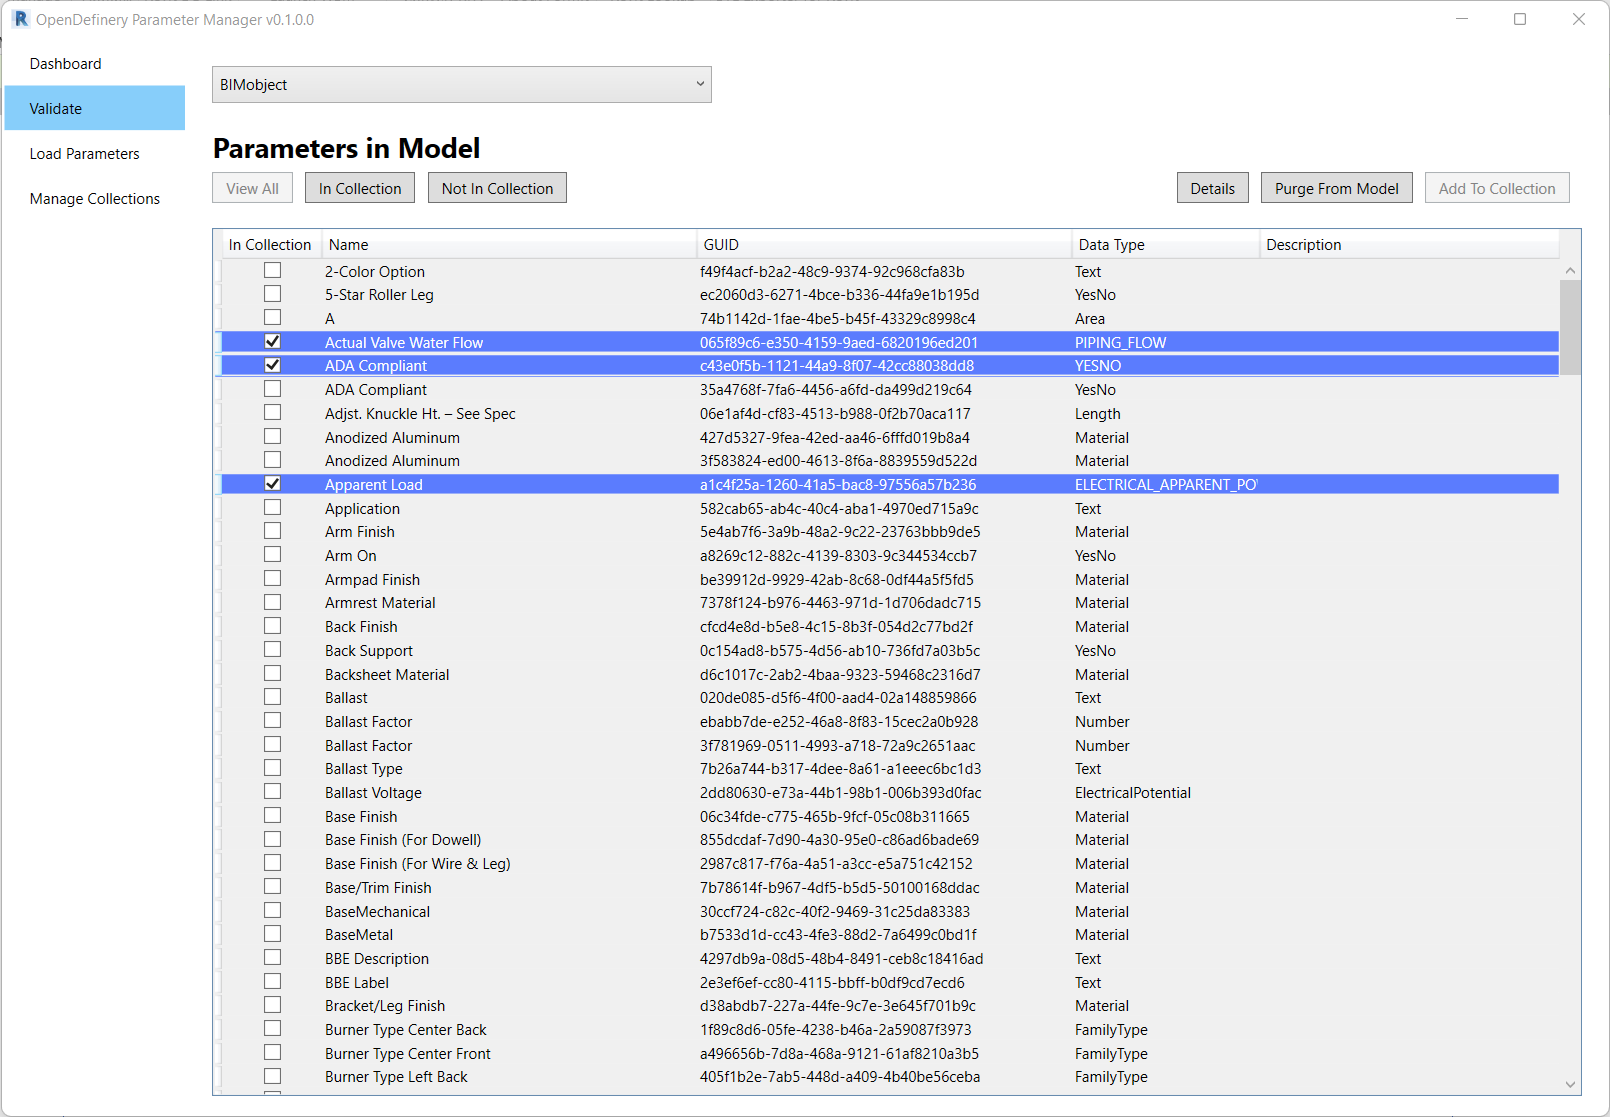 R OpenDefinery Parameter Manager v0.1.0.0
Dashboard
Validate
Load Parameters
Manage Collections
BIMobject
Parameters in Model
View All In Collection Not In Collection Details Purge From Model Add To Collection
In Collection Name GUID Data Type Description
2-Color Option f49f4acf-b2a2-48c9-9374-92c968cfa83b Text
5-Star Roller Leg ec2060d3-6271-4bce-b336-44fa9e1b195d YesNo
A 74b1142d-1fae-4be5-b45f-43329c8998c4 Area
Actual Valve Water Flow 065f89c6-e350-4159-9aed-6820196ed201 PIPING_FLOW
ADA Compliant c43e0f5b-1121-44a9-8f07-42cc88038dd8 YESNO
ADA Compliant 35a4768f-7fa6-4456-a6fd-da499d219c64 YesNo
Adjst. Knuckle Ht. – See Spec 06e1af4d-cf83-4513-b988-0f2b70aca117 Length
Anodized Aluminum 427d5327-9fea-42ed-aa46-6fffd019b8a4 Material
Anodized Aluminum 3f583824-ed00-4613-8f6a-8839559d522d Material
Apparent Load a1c4f25a-1260-41a5-bac8-97556a57b236 ELECTRICAL_APPARENT_PO
Application 582cab65-ab4c-40c4-aba1-4970ed715a9c Text
Arm Finish 5e4ab7f6-3a9b-48a2-9c22-23763bbb9de5 Material
Arm On a8269c12-882c-4139-8303-9c344534ccb7 YesNo
Armpad Finish be39912d-9929-42ab-8c68-0df44a5f5fd5 Material
Armrest Material 7378f124-b976-4463-971d-1d706dadc715 Material
Back Finish cfcd4e8d-b5e8-4c15-8b3f-054d2c77bd2f Material
Back Support 0c154ad8-b575-4d56-ab10-736fd7a03b5c YesNo
Backsheet Material d6c1017c-2ab2-4baa-9323-59468c2316d7 Material
Ballast 020de085-d5f6-4f00-aad4-02a148859866 Text
Ballast Factor ebabb7de-e252-46a8-8f83-15cec2a0b928 Number
Ballast Factor 3f781969-0511-4993-a718-72a9c2651aac Number
Ballast Type 7b26a744-b317-4dee-8a61-a1eeec6bc1d3 Text
Ballast Voltage 2dd80630-e73a-44b1-98b1-006b393d0fac ElectricalPotential
Base Finish 06c34fde-c775-465b-9fcf-05c08b311665 Material
Base Finish (For Dowell) 855dcdaf-7d90-4a30-95e0-c86ad6bade69 Material
Base Finish (For Wire & Leg) 2987c817-f76a-4a51-a3cc-e5a751c42152 Material
Base/Trim Finish 7b78614f-b967-4df5-b5d5-50100168ddac Material
BaseMechanical 30ccf724-c82c-40f2-9469-31c25da83383 Material
BaseMetal b7533d1d-cc43-4fe3-88d2-7a6499c0bd1f Material
BBE Description 4297db9a-08d5-48b4-8491-ceb8c18416ad Text
BBE Label 2e3ef6ef-cc80-4115-bbff-b0df9cd7ecd6 Text
Bracket/Leg Finish d38abdb7-227a-44fe-9c7e-3e645f701b9c Material
Burner Type Center Back 1f89c8d6-05fe-4238-b46a-2a59087f3973 FamilyType
Burner Type Center Front a496656b-7d8a-468a-9121-61af8210a3b5 FamilyType
Burner Type Left Back 405f1b2e-7ab5-448d-a409-4b40be56ceba FamilyType